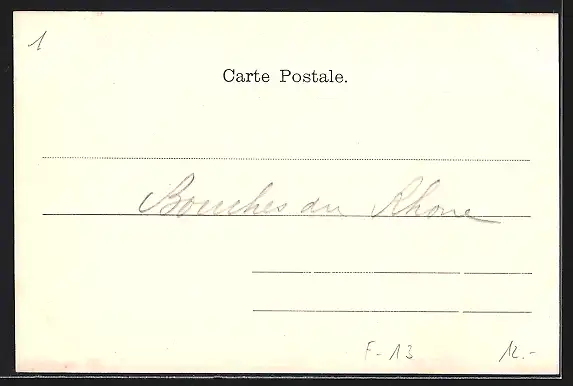 1
Carte Postale.
Bouches du Rhone
F-13 12.-